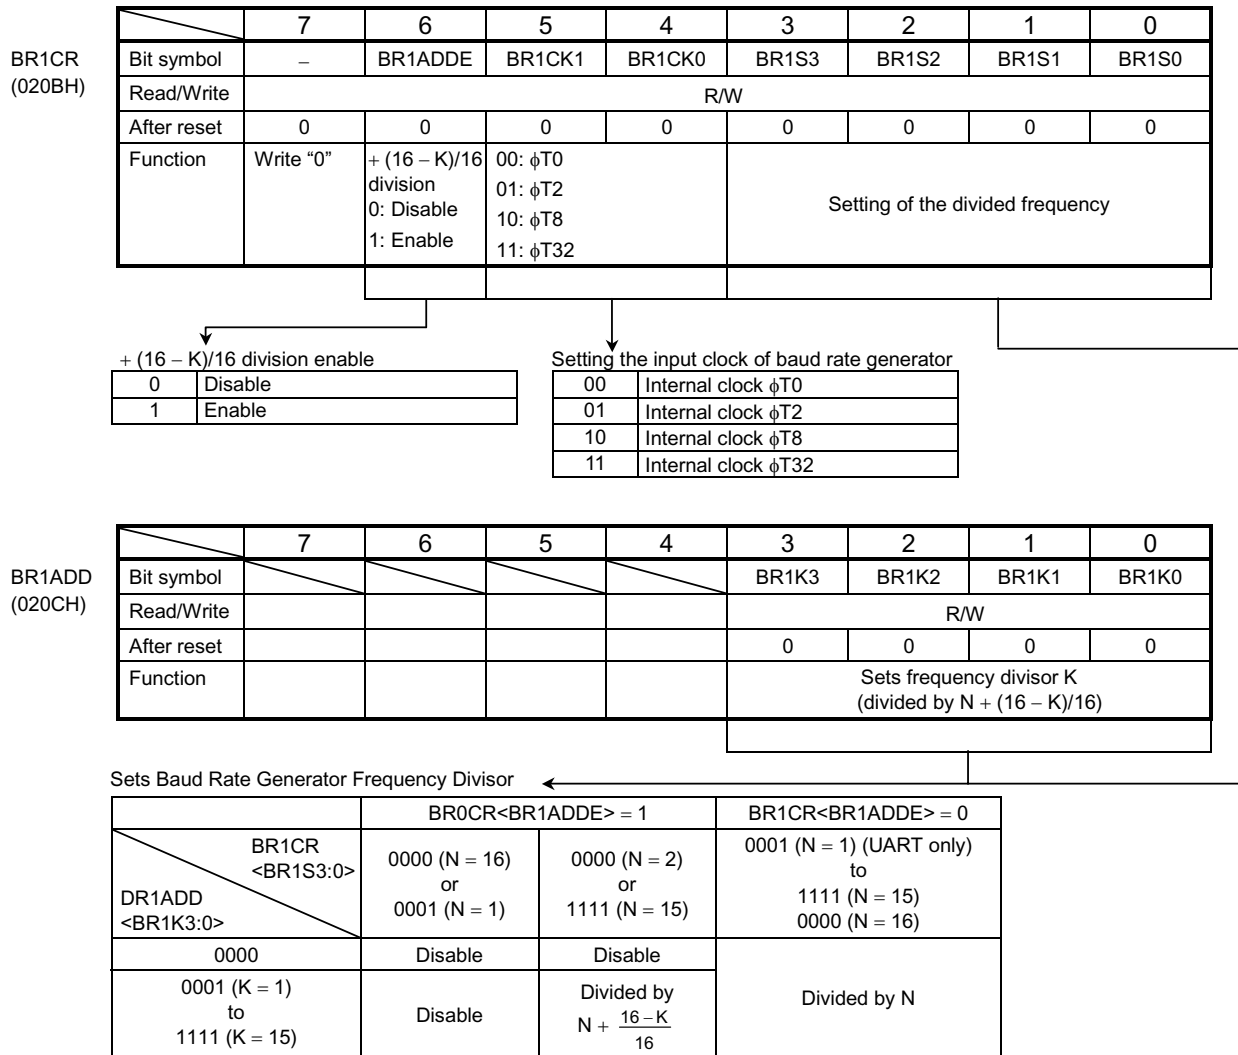 7 6 5 4 3 2 1 0
BR1CR
(020BH)
Bit symbol – BR1ADDE BR1CK1 BR1CK0 BR1S3 BR1S2 BR1S1 BR1S0
Read/Write R/W
After reset 0 0 0 0 0 0 0 0
Function Write “0” + (16 – K)/16
division
0: Disable
1: Enable
00: ϕT0
01: ϕT2
10: ϕT8
11: ϕT32
Setting of the divided frequency
+ (16 – K)/16 division enable
0 Disable
1 Enable
Setting the input clock of baud rate generator
00 Internal clock ϕT0
01 Internal clock ϕT2
10 Internal clock ϕT8
11 Internal clock ϕT32
7 6 5 4 3 2 1 0
BR1ADD
(020CH)
Bit symbol BR1K3 BR1K2 BR1K1 BR1K0
Read/Write R/W
After reset 0 0 0 0
Function Sets frequency divisor K
(divided by N + (16 – K)/16)
Sets Baud Rate Generator Frequency Divisor
BR0CR<BR1ADDE> = 1 BR1CR<BR1ADDE> = 0
BR1CR
<BR1S3:0>
DR1ADD
<BR1K3:0>
0000 (N = 16)
or
0001 (N = 1)
0000 (N = 2)
or
1111 (N = 15)
0001 (N = 1) (UART only)
to
1111 (N = 15)
0000 (N = 16)
0000 Disable Disable
0001 (K = 1)
to
1111 (K = 15)
Disable
Divided by
N + 16 – K
16
Divided by N